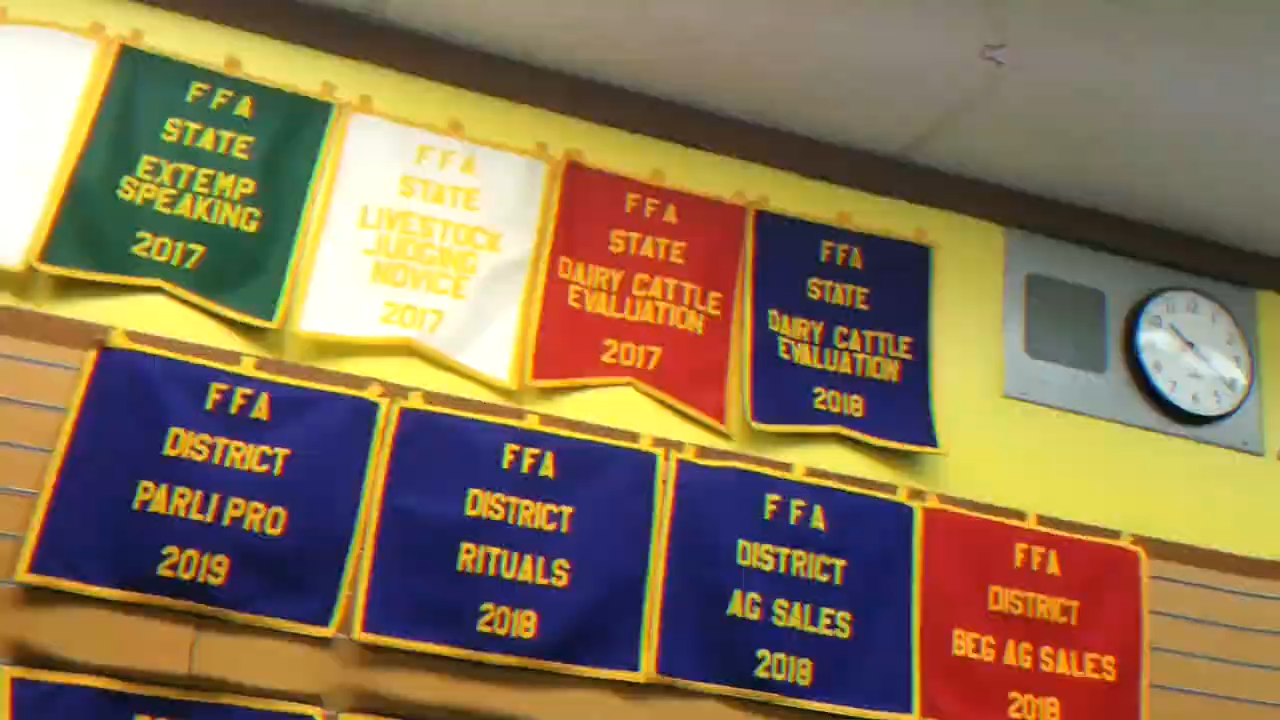 FFA
STATE
EXTEMP
SPEAKING
2017
FFA
STATE
LIVESTOCK
JUDGING
NOVICE
2017
FFA
STATE
DAIRY CATTLE
EVALUATION
2017
FFA
STATE
DAIRY CATTLE
EVALUATION
2018
FFA
DISTRICT
PARLI PRO
2019
FFA
DISTRICT
RITUALS
2018
FFA
DISTRICT
AG SALES
2018
FFA
DISTRICT
BEG AG SALES
2018